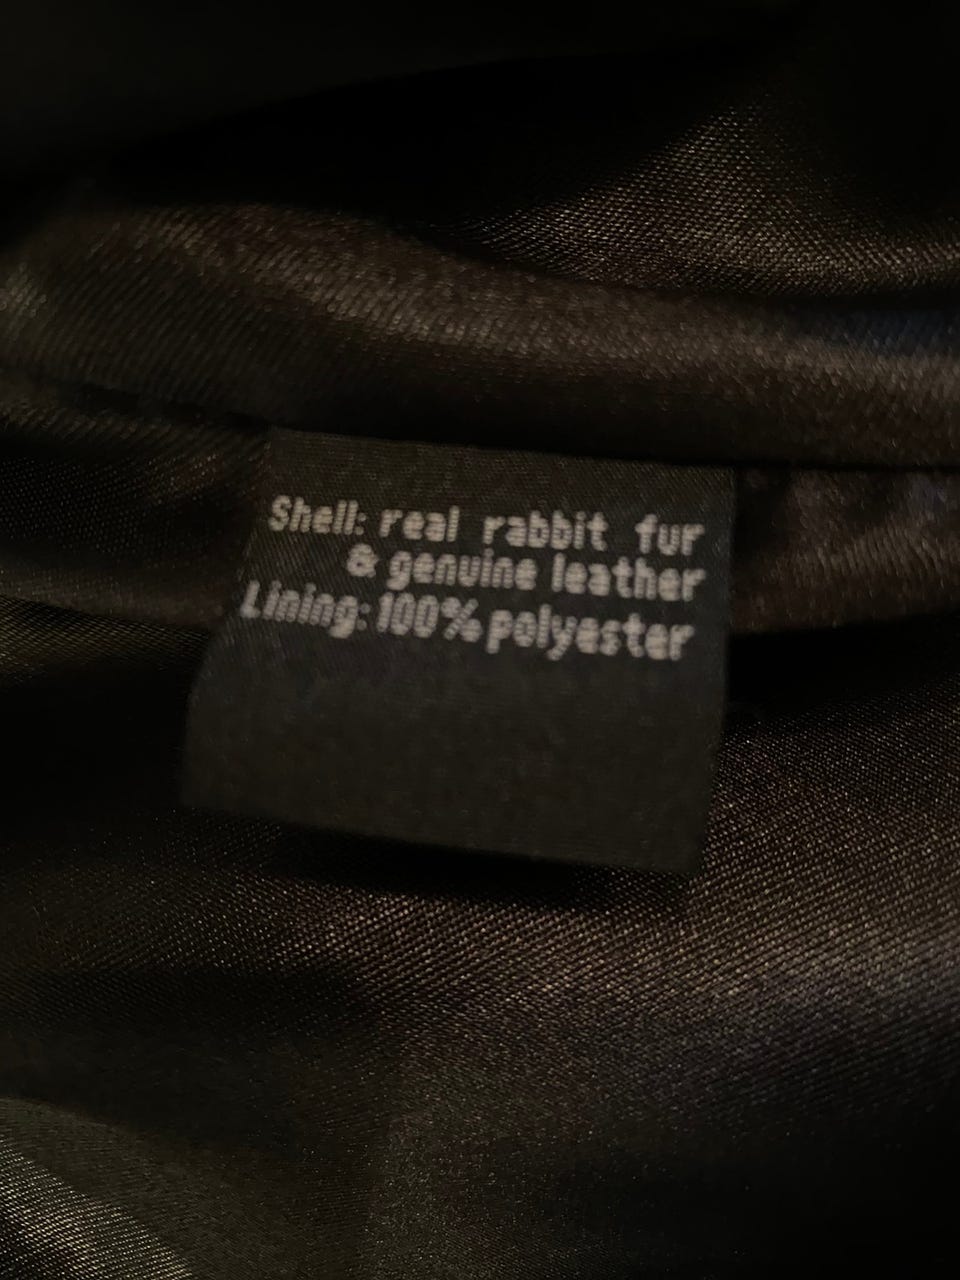 Shell: real rabbit fur
& genuine leather
Lining: 100% polyester